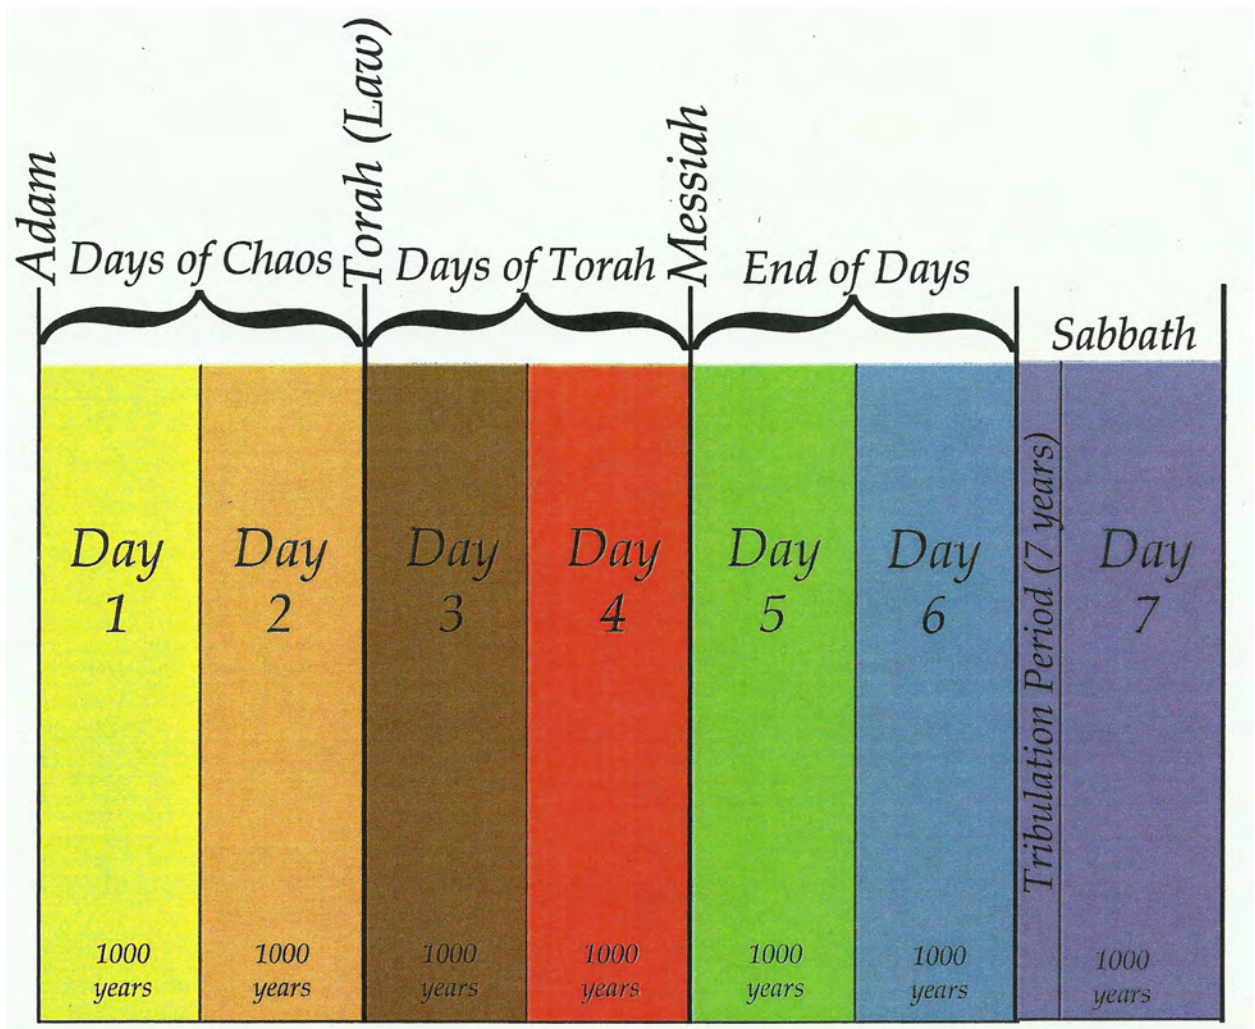 Adam
Torah (Law)
Messiah
Days of Chaos
Days of Torah
End of Days
Sabbath
Day
1
Day
2
Day
3
Day
4
Day
5
Day
6
Tribulation Period (7 years)
Day
7
1000
years
1000
years
1000
years
1000
years
1000
years
1000
years
1000
years